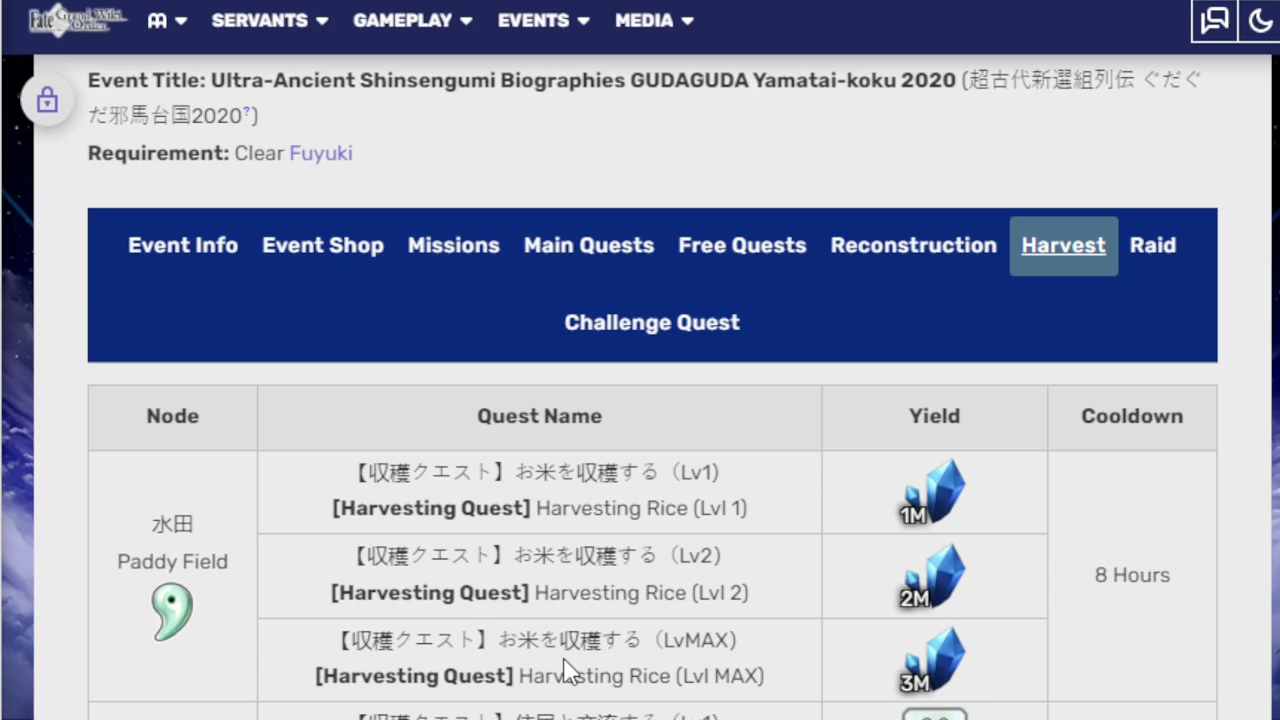 Fate Grand Order Wiki
SERVANTS GAMEPLAY EVENTS MEDIA
Event Title: Ultra-Ancient Shinsengumi Biographies GUDAGUDA Yamatai-koku 2020 (超古代新選組列伝 ぐだぐ
だ邪馬台国2020?)
Requirement: Clear Fuyuki
Event Info Event Shop Missions Main Quests Free Quests Reconstruction Harvest Raid
Challenge Quest
Node Quest Name Yield Cooldown
【収穫クエスト】お米を収穫する（Lv1)
[Harvesting Quest] Harvesting Rice (Lvl 1)
1M
水田
Paddy Field
【収穫クエスト】お米を収穫する（Lv2)
[Harvesting Quest] Harvesting Rice (Lvl 2)
2M
8 Hours
【収穫クエスト】お米を収穫する（LvMAX)
[Harvesting Quest] Harvesting Rice (Lvl MAX)
3M